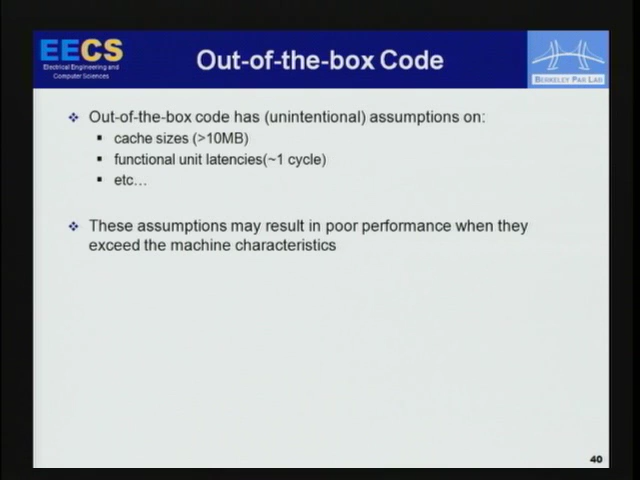 EECS
Electrical Engineering and
Computer Sciences
Out-of-the-box Code
BERKELEY PAR LAB
Out-of-the-box code has (unintentional) assumptions on:
cache sizes (>10MB)
functional unit latencies(~1 cycle)
etc…
These assumptions may result in poor performance when they
exceed the machine characteristics
40